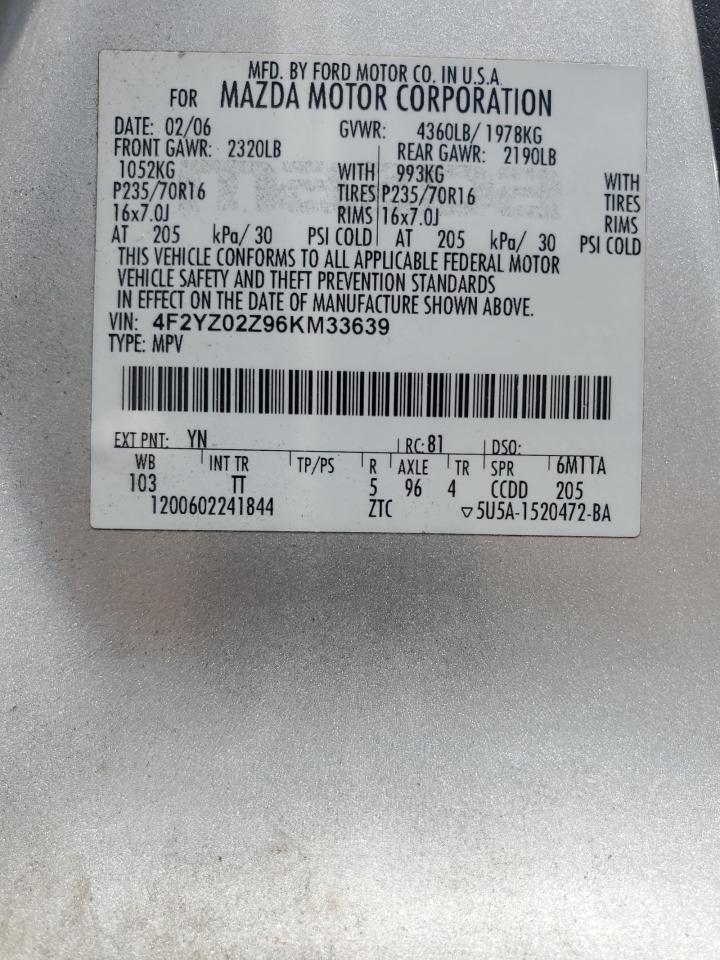 MFD. BY FORD MOTOR CO. IN U.S.A.
FOR MAZDA MOTOR CORPORATION
DATE: 02/06 GVWR: 4360LB/ 1978KG
FRONT GAWR: 2320LB REAR GAWR: 2190LB
1052KG WITH 993KG WITH
P235/70R16 TIRES P235/70R16 TIRES
16x7.0J RIMS 16x7.0J RIMS
AT 205 kPa/ 30 PSI COLD AT 205 kPa/ 30 PSI COLD
THIS VEHICLE CONFORMS TO ALL APPLICABLE FEDERAL MOTOR
VEHICLE SAFETY AND THEFT PREVENTION STANDARDS
IN EFFECT ON THE DATE OF MANUFACTURE SHOWN ABOVE.
VIN: 4F2YZ02Z96KM33639
TYPE: MPV
EXT PNT: YN RC: 81 DSO:
WB INT TR TP/PS R AXLE TR SPR 6M11A
103 TT 5 96 4 CCDD 205
1200602241844 ZTC ▽5U5A-1520472-BA